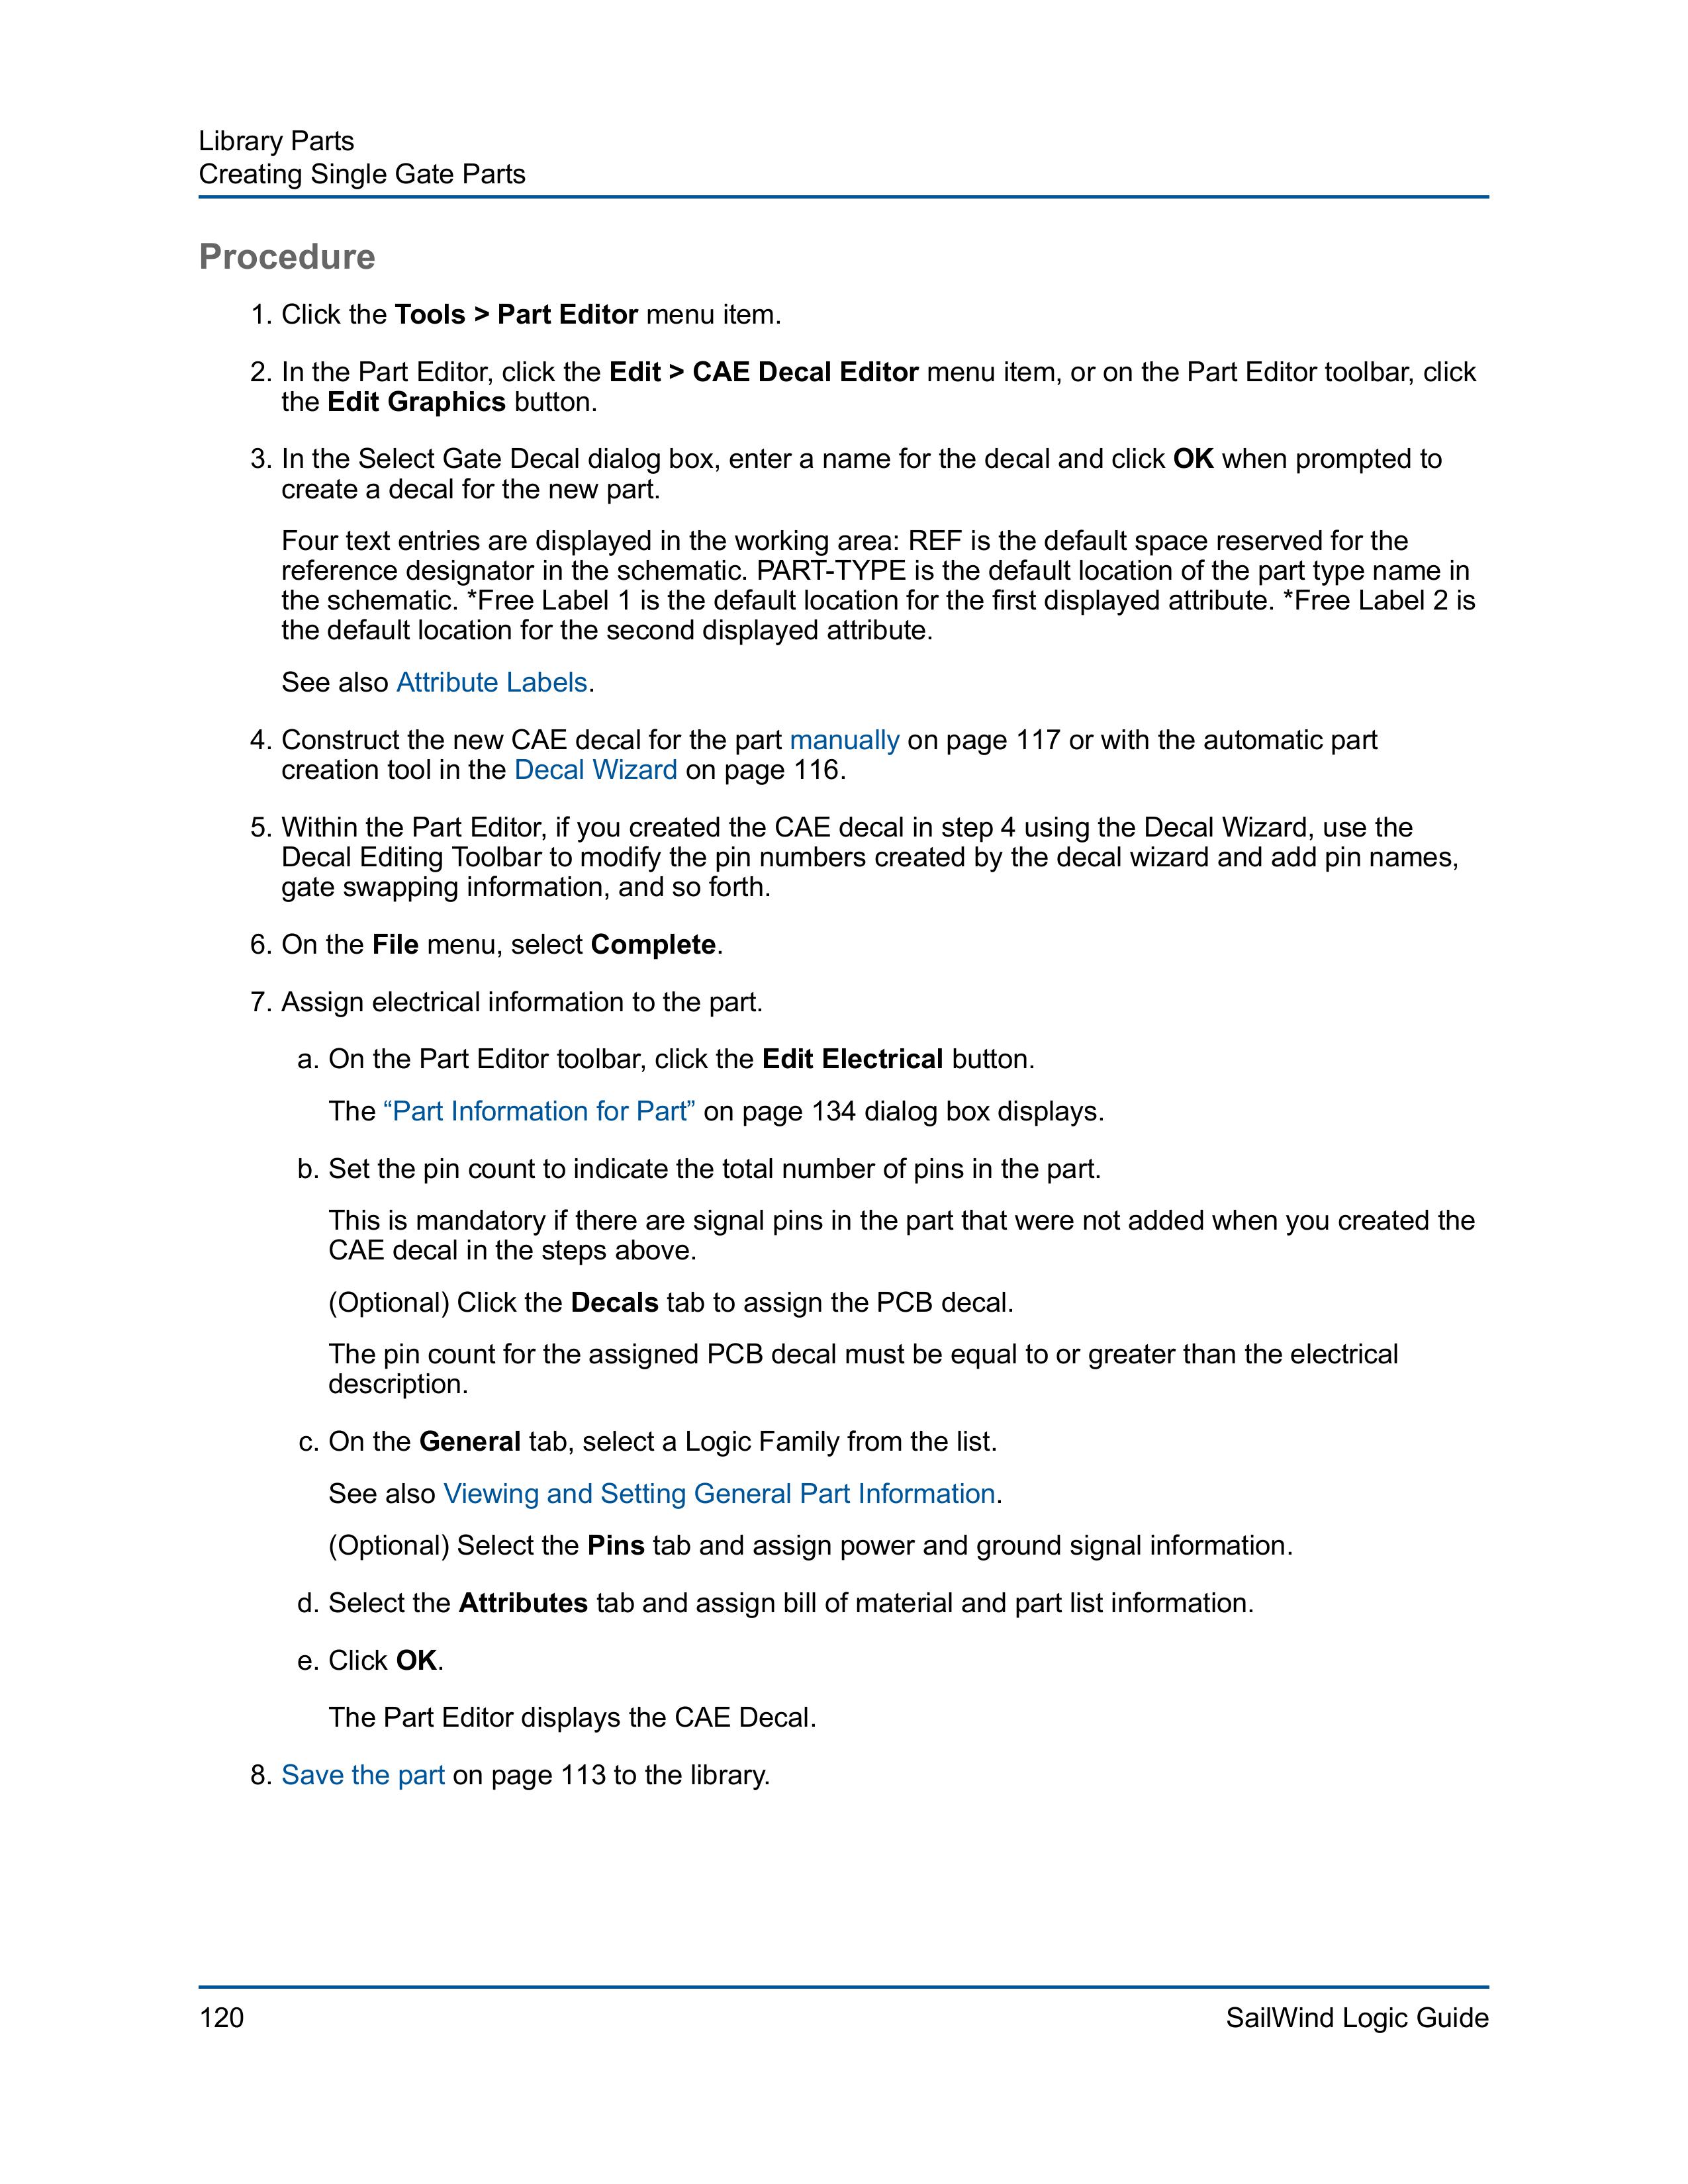 Library Parts
Creating Single Gate Parts
Procedure
1. Click the Tools > Part Editor menu item.
2. In the Part Editor, click the Edit > CAE Decal Editor menu item, or on the Part Editor toolbar, click
the Edit Graphics button.
3. In the Select Gate Decal dialog box, enter a name for the decal and click OK when prompted to
create a decal for the new part.
Four text entries are displayed in the working area: REF is the default space reserved for the
reference designator in the schematic. PART-TYPE is the default location of the part type name in
the schematic. *Free Label 1 is the default location for the first displayed attribute. *Free Label 2 is
the default location for the second displayed attribute.
See also Attribute Labels.
4. Construct the new CAE decal for the part manually on page 117 or with the automatic part
creation tool in the Decal Wizard on page 116.
5. Within the Part Editor, if you created the CAE decal in step 4 using the Decal Wizard, use the
Decal Editing Toolbar to modify the pin numbers created by the decal wizard and add pin names,
gate swapping information, and so forth.
6. On the File menu, select Complete.
7. Assign electrical information to the part.
a. On the Part Editor toolbar, click the Edit Electrical button.
The “Part Information for Part” on page 134 dialog box displays.
b. Set the pin count to indicate the total number of pins in the part.
This is mandatory if there are signal pins in the part that were not added when you created the
CAE decal in the steps above.
(Optional) Click the Decals tab to assign the PCB decal.
The pin count for the assigned PCB decal must be equal to or greater than the electrical
description.
c. On the General tab, select a Logic Family from the list.
See also Viewing and Setting General Part Information.
(Optional) Select the Pins tab and assign power and ground signal information.
d. Select the Attributes tab and assign bill of material and part list information.
e. Click OK.
The Part Editor displays the CAE Decal.
8. Save the part on page 113 to the library.
120
SailWind Logic Guide